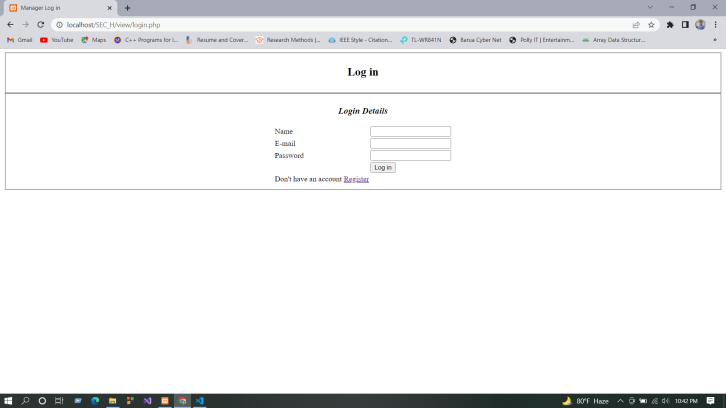 Manager Log in
localhost/SEC_H/view/login.php
Gmail YouTube Maps C++ Programs for l... Resume and Cover... Research Methods (... IEEE Style - Citation... TL-WR841N Barua Cyber Net Polly IT | Entertainm... Array Data Structur... »
Log in
Login Details
Name
E-mail
Password
Log in
Don't have an account Register
80°F Haze 10:42 PM